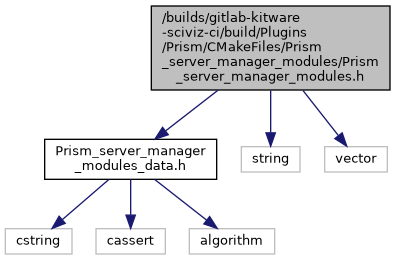 /builds/gitlab-kitware
-sciviz-ci/build/Plugins
/Prism/CMakeFiles/Prism
_server_manager_modules/Prism
_server_manager_modules.h
Prism_server_manager
_modules_data.h
string
vector
cstring
cassert
algorithm